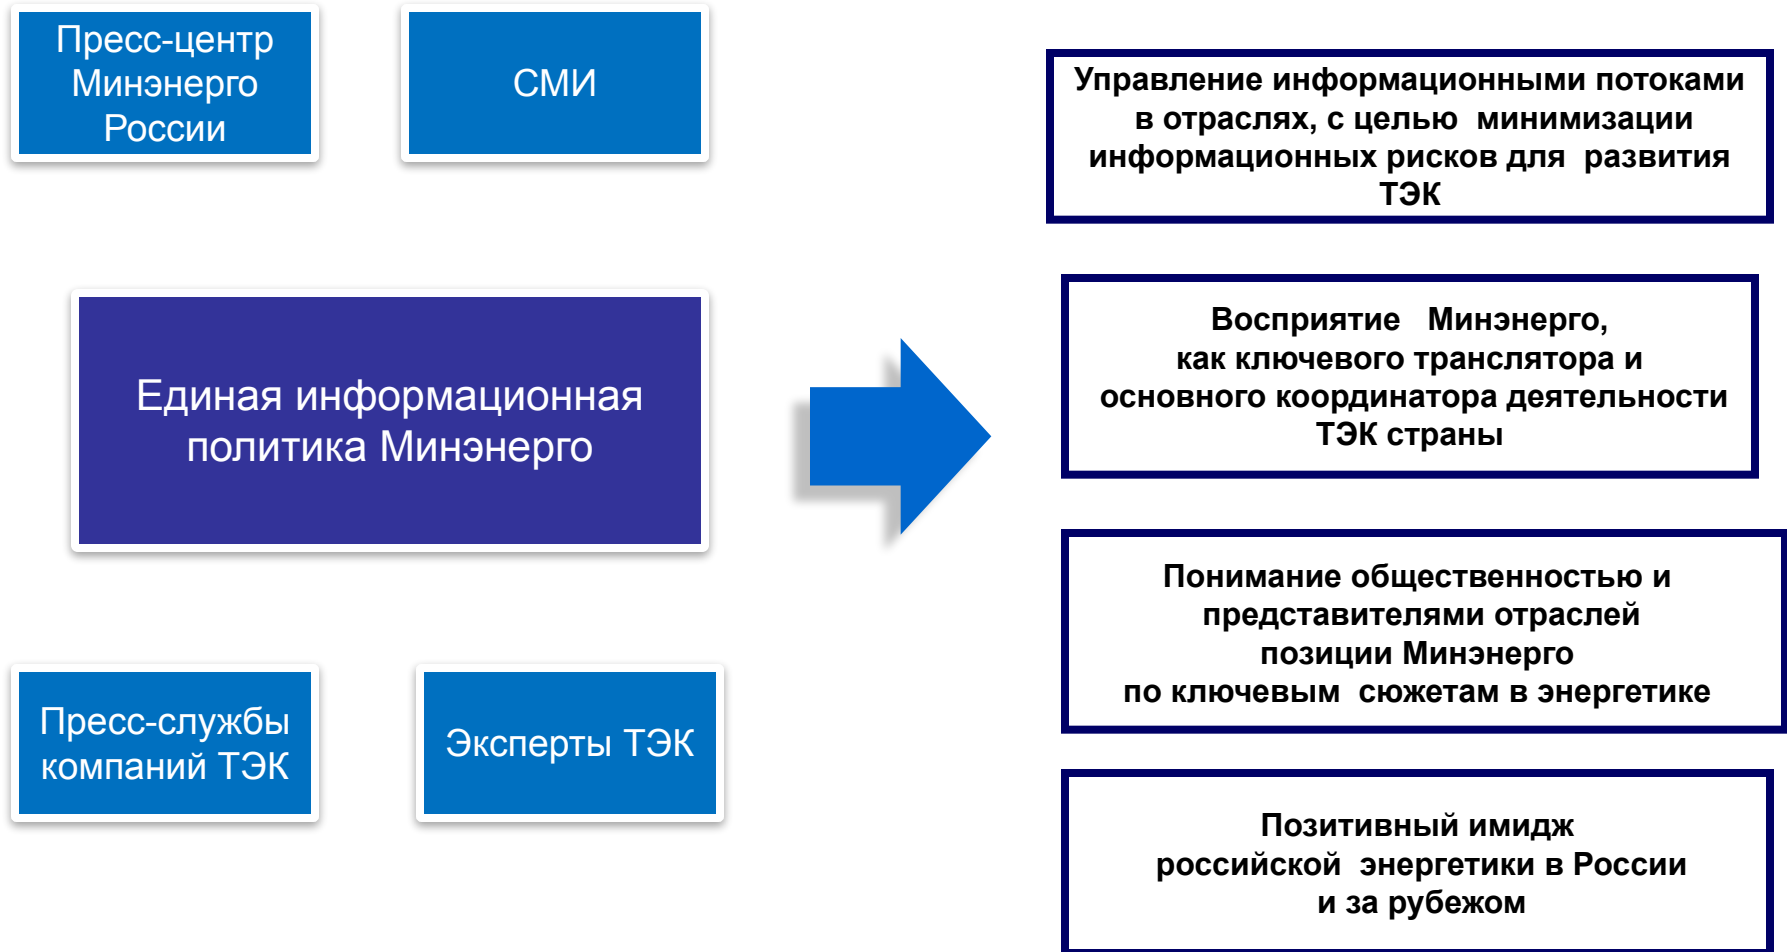 Пресс-центр
Минэнерго
России
СМИ
Единая информационная
политика Минэнерго
Пресс-службы
компаний ТЭК
Эксперты ТЭК
Управление информационными потоками
в отраслях, с целью минимизации
информационных рисков для развития
ТЭК
Восприятие Минэнерго,
как ключевого транслятора и
основного координатора деятельности
ТЭК страны
Понимание общественностью и
представителями отраслей
позиции Минэнерго
по ключевым сюжетам в энергетике
Позитивный имидж
российской энергетики в России
и за рубежом